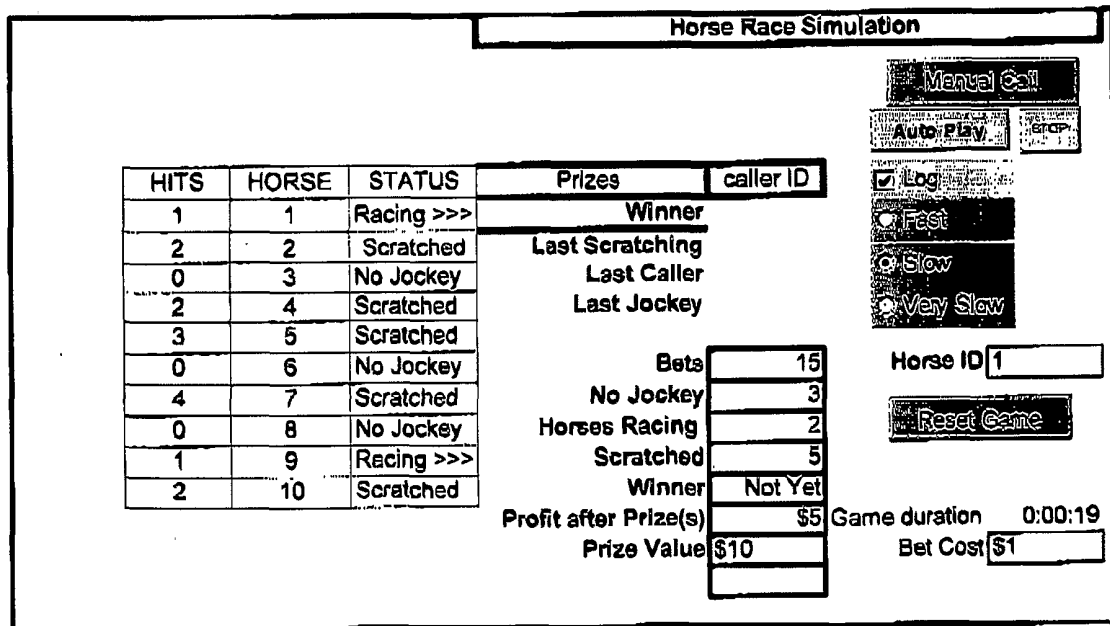 Horse Race Simulation
Manual Call
Auto Play STOP
HITS HORSE STATUS Prizes caller ID
Log
1 1 Racing >>> Winner
Fast
2 2 Scratched Last Scratching
0 3 No Jockey Last Caller
Slow
2 4 Scratched Last Jockey
Very Slow
3 5 Scratched
0 6 No Jockey Bets 15 Horse ID 1
4 7 Scratched No Jockey 3
0 8 No Jockey Horses Racing 2 Reset Game
1 9 Racing >>> Scratched 5
2 10 Scratched Winner Not Yet
Profit after Prize(s) $5 Game duration 0:00:19
Prize Value $10 Bet Cost $1